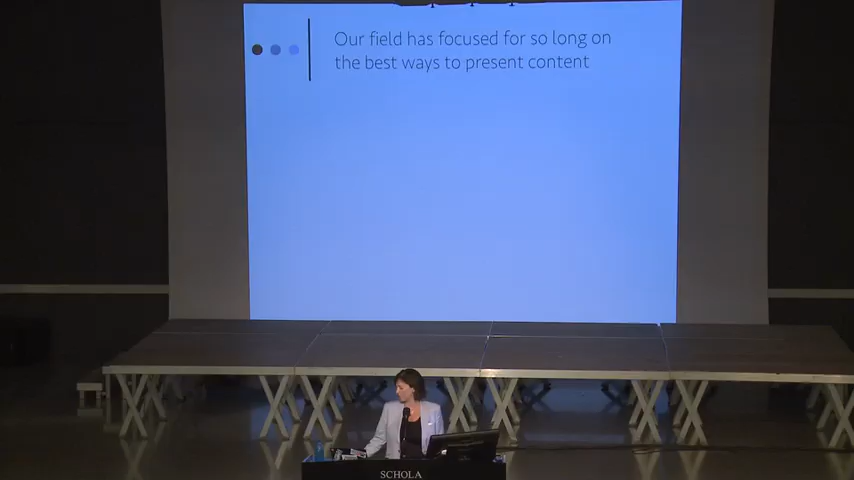 Our field has focused for so long on
the best ways to present content
SCHOLA